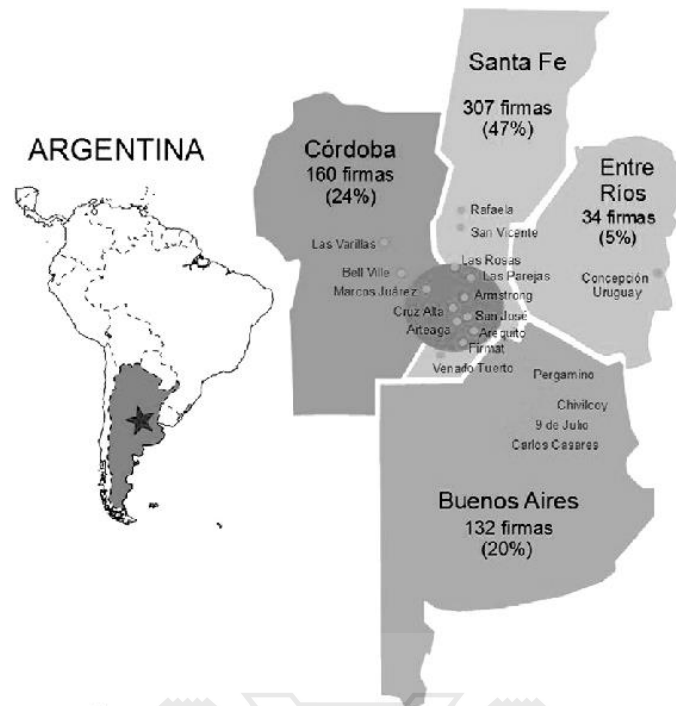 ARGENTINA
Santa Fe
307 firmas
(47%)
Córdoba
160 firmas
(24%)
Entre
Ríos
34 firmas
(5%)
Rafaela
San Vicente
Las Varillas
Las Rosas
Bell Ville
Las Parejas
Concepción
Uruguay
Marcos Juárez
Armstrong
Cruz Alta
San José
Arteaga
Arequito
Firmat
Venado Tuerto
Pergamino
Chivilcoy
9 de Julio
Carlos Casares
Buenos Aires
132 firmas
(20%)